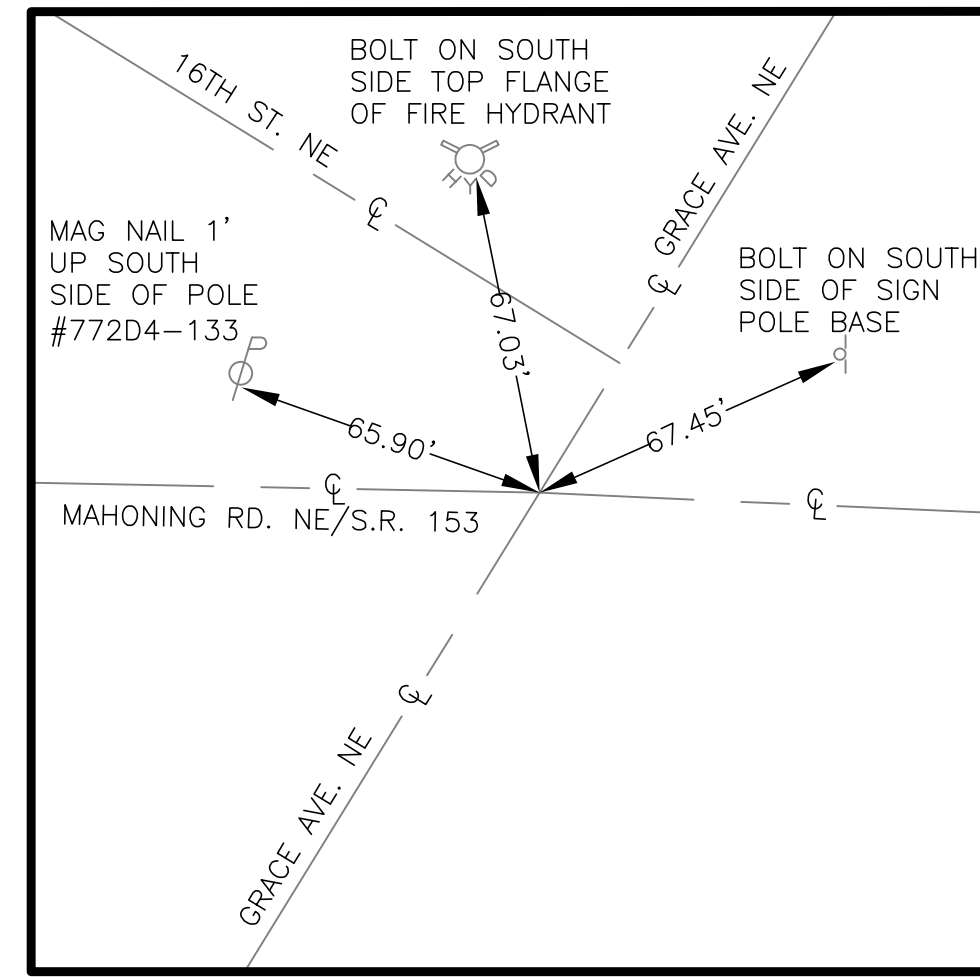 BOLT ON SOUTH
SIDE TOP FLANGE
OF FIRE HYDRANT
16TH ST. NE
GRACE AVE. NE
HYD
℄
℄
MAG NAIL 1'
UP SOUTH
SIDE OF POLE
#772D4-133
P
BOLT ON SOUTH
SIDE OF SIGN
POLE BASE
67.03'
65.90'
67.45'
℄
℄
MAHONING RD. NE/S.R. 153
℄
GRACE AVE. NE